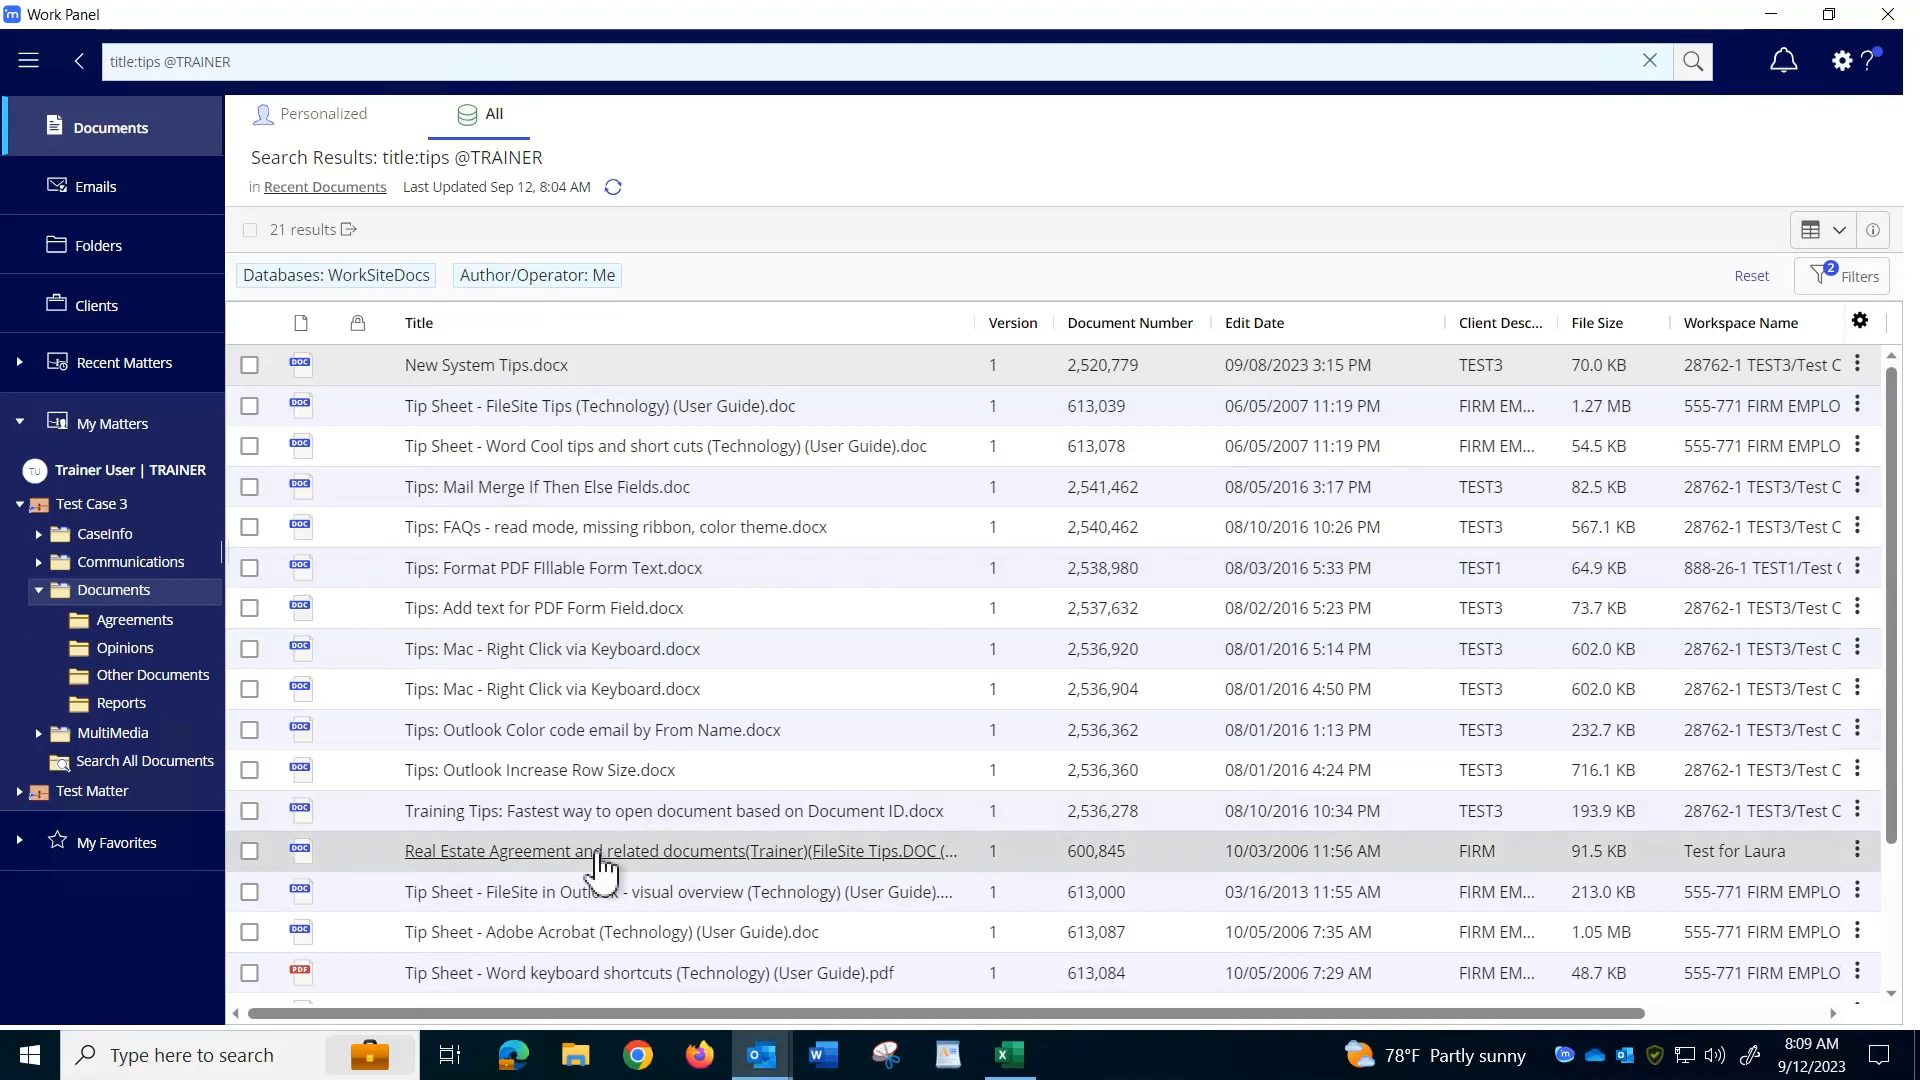 Work Panel
title:tips @TRAINER
Documents
Emails
Folders
Clients
Recent Matters
My Matters
TU Trainer User | TRAINER
Test Case 3
CaseInfo
Communications
Documents
Agreements
Opinions
Other Documents
Reports
MultiMedia
Search All Documents
Test Matter
My Favorites
Personalized All
Search Results: title:tips @TRAINER
in Recent Documents Last Updated Sep 12, 8:04 AM
21 results
Databases: WorkSiteDocs Author/Operator: Me Reset 2 Filters
Title Version Document Number Edit Date Client Desc... File Size Workspace Name
DOC New System Tips.docx 1 2,520,779 09/08/2023 3:15 PM TEST3 70.0 KB 28762-1 TEST3/Test C
DOC Tip Sheet - FileSite Tips (Technology) (User Guide).doc 1 613,039 06/05/2007 11:19 PM FIRM EM... 1.27 MB 555-771 FIRM EMPLO
DOC Tip Sheet - Word Cool tips and short cuts (Technology) (User Guide).doc 1 613,078 06/05/2007 11:19 PM FIRM EM... 54.5 KB 555-771 FIRM EMPLO
DOC Tips: Mail Merge If Then Else Fields.doc 1 2,541,462 08/05/2016 3:17 PM TEST3 82.5 KB 28762-1 TEST3/Test C
DOC Tips: FAQs - read mode, missing ribbon, color theme.docx 1 2,540,462 08/10/2016 10:26 PM TEST3 567.1 KB 28762-1 TEST3/Test C
DOC Tips: Format PDF FIllable Form Text.docx 1 2,538,980 08/03/2016 5:33 PM TEST1 64.9 KB 888-26-1 TEST1/Test
DOC Tips: Add text for PDF Form Field.docx 1 2,537,632 08/02/2016 5:23 PM TEST3 73.7 KB 28762-1 TEST3/Test C
DOC Tips: Mac - Right Click via Keyboard.docx 1 2,536,920 08/01/2016 5:14 PM TEST3 602.0 KB 28762-1 TEST3/Test C
DOC Tips: Mac - Right Click via Keyboard.docx 1 2,536,904 08/01/2016 4:50 PM TEST3 602.0 KB 28762-1 TEST3/Test C
DOC Tips: Outlook Color code email by From Name.docx 1 2,536,362 08/01/2016 1:13 PM TEST3 232.7 KB 28762-1 TEST3/Test C
DOC Tips: Outlook Increase Row Size.docx 1 2,536,360 08/01/2016 4:24 PM TEST3 716.1 KB 28762-1 TEST3/Test C
DOC Training Tips: Fastest way to open document based on Document ID.docx 1 2,536,278 08/10/2016 10:34 PM TEST3 193.9 KB 28762-1 TEST3/Test C
DOC Real Estate Agreement and related documents(Trainer)(FileSite Tips.DOC (... 1 600,845 10/03/2006 11:56 AM FIRM 91.5 KB Test for Laura
DOC Tip Sheet - FileSite in Outlook - visual overview (Technology) (User Guide).... 1 613,000 03/16/2013 11:55 AM FIRM EM... 213.0 KB 555-771 FIRM EMPLO
DOC Tip Sheet - Adobe Acrobat (Technology) (User Guide).doc 1 613,087 10/05/2006 7:35 AM FIRM EM... 1.05 MB 555-771 FIRM EMPLO
PDF Tip Sheet - Word keyboard shortcuts (Technology) (User Guide).pdf 1 613,084 10/05/2006 7:29 AM FIRM EM... 48.7 KB 555-771 FIRM EMPLO
Type here to search
78°F Partly sunny
8:09 AM
9/12/2023